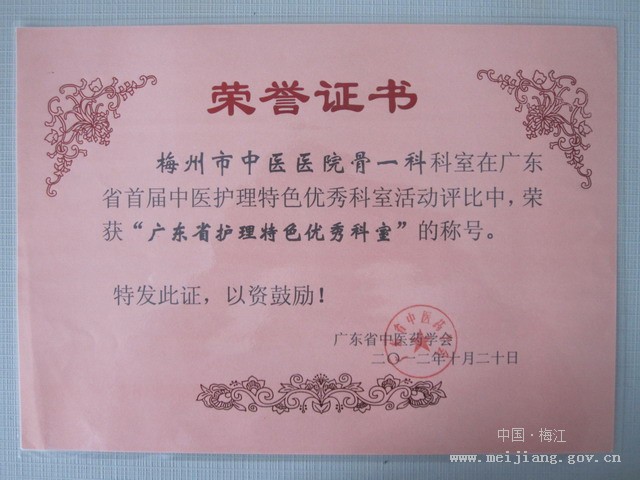 荣誉证书
梅州市中医医院骨一科科室在广东
省首届中医护理特色优秀科室活动评比中，荣
获“广东省护理特色优秀科室”的称号。
特发此证，以资鼓励！
广东省中医药学会
二〇一二年十月二十日
中国·梅江
www.meijiang.gov.cn